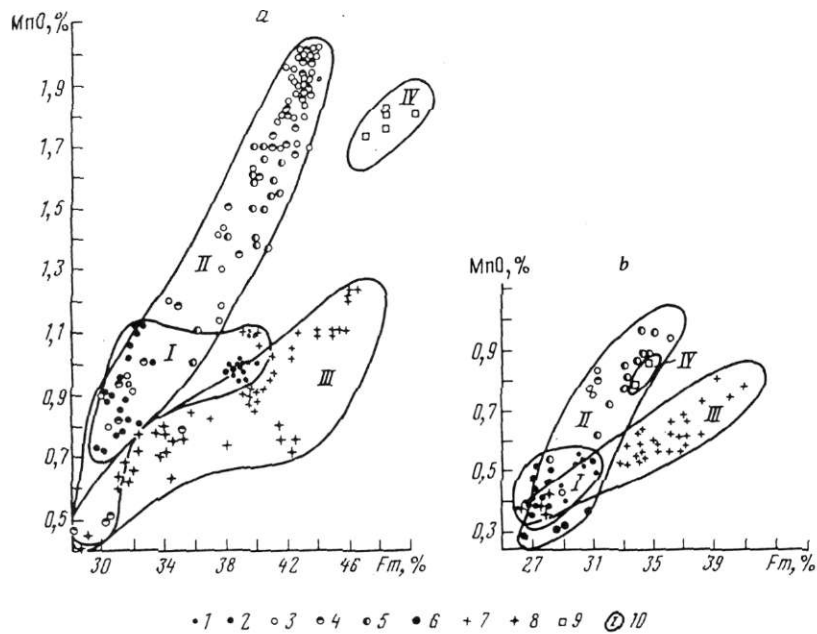 MnO, %
a
1,9
1,7
1,5
1,3
1,1
0,9
0,7
0,5
30 34 38 42 46 Fm, %
II
IV
I
III
MnO, %
b
0,9
0,7
0,5
0,3
27 31 35 39 Fm, %
IV
II
III
I
1 2 3 4 5 6 7 8 9 I 10